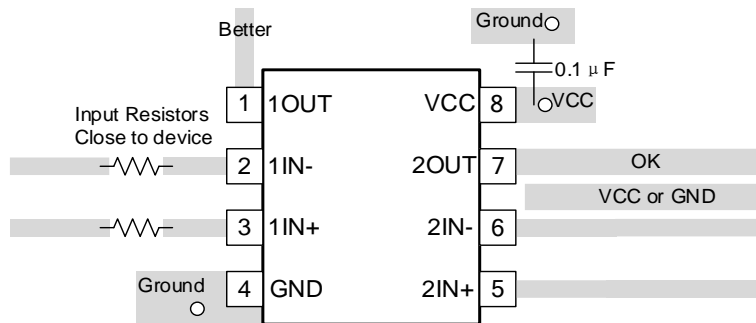 Better
Ground
0.1 μF
1 1OUT VCC 8 VCC
Input Resistors
Close to device
2 1IN- 2OUT 7 OK
VCC or GND
3 1IN+ 2IN- 6
Ground
4 GND 2IN+ 5